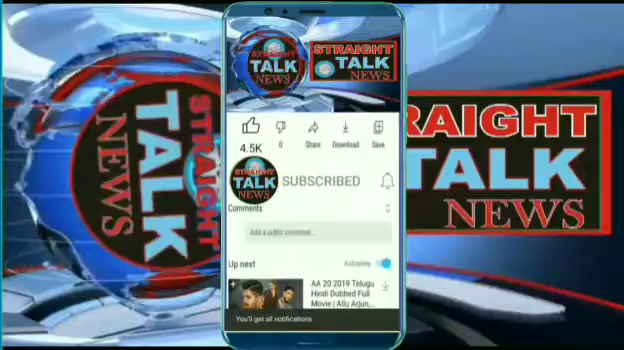 STRAIGHT
TALK
NEWS
STRAIGHT
TALK
NEWS
STRAIGHT
TALK
NEWS
RAIGHT
TALK
NEWS
4.5K
0
Share
Download
Save
STRAIGHT
TALK
NEWS
SUBSCRIBED
Comments
Add a public comment...
Up next
Autoplay
AA 20 2019 Telugu
Hindi Dubbed Full
Movie | Allu Arjun,...
You'll get all notifications